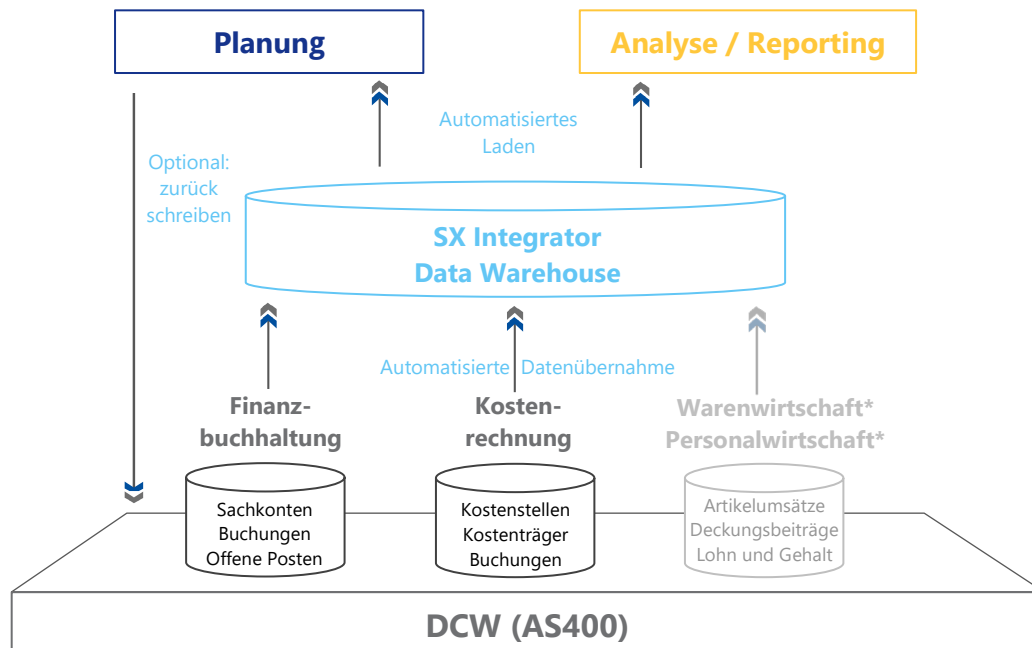 Planung
Analyse / Reporting
Automatisiertes
Laden
Optional:
zurück
schreiben
SX Integrator
Data Warehouse
Automatisierte Datenübernahme
Finanz-
buchhaltung
Kosten-
rechnung
Warenwirtschaft*
Personalwirtschaft*
Sachkonten
Buchungen
Offene Posten
Kostenstellen
Kostenträger
Buchungen
Artikelumsätze
Deckungsbeiträge
Lohn und Gehalt
DCW (AS400)